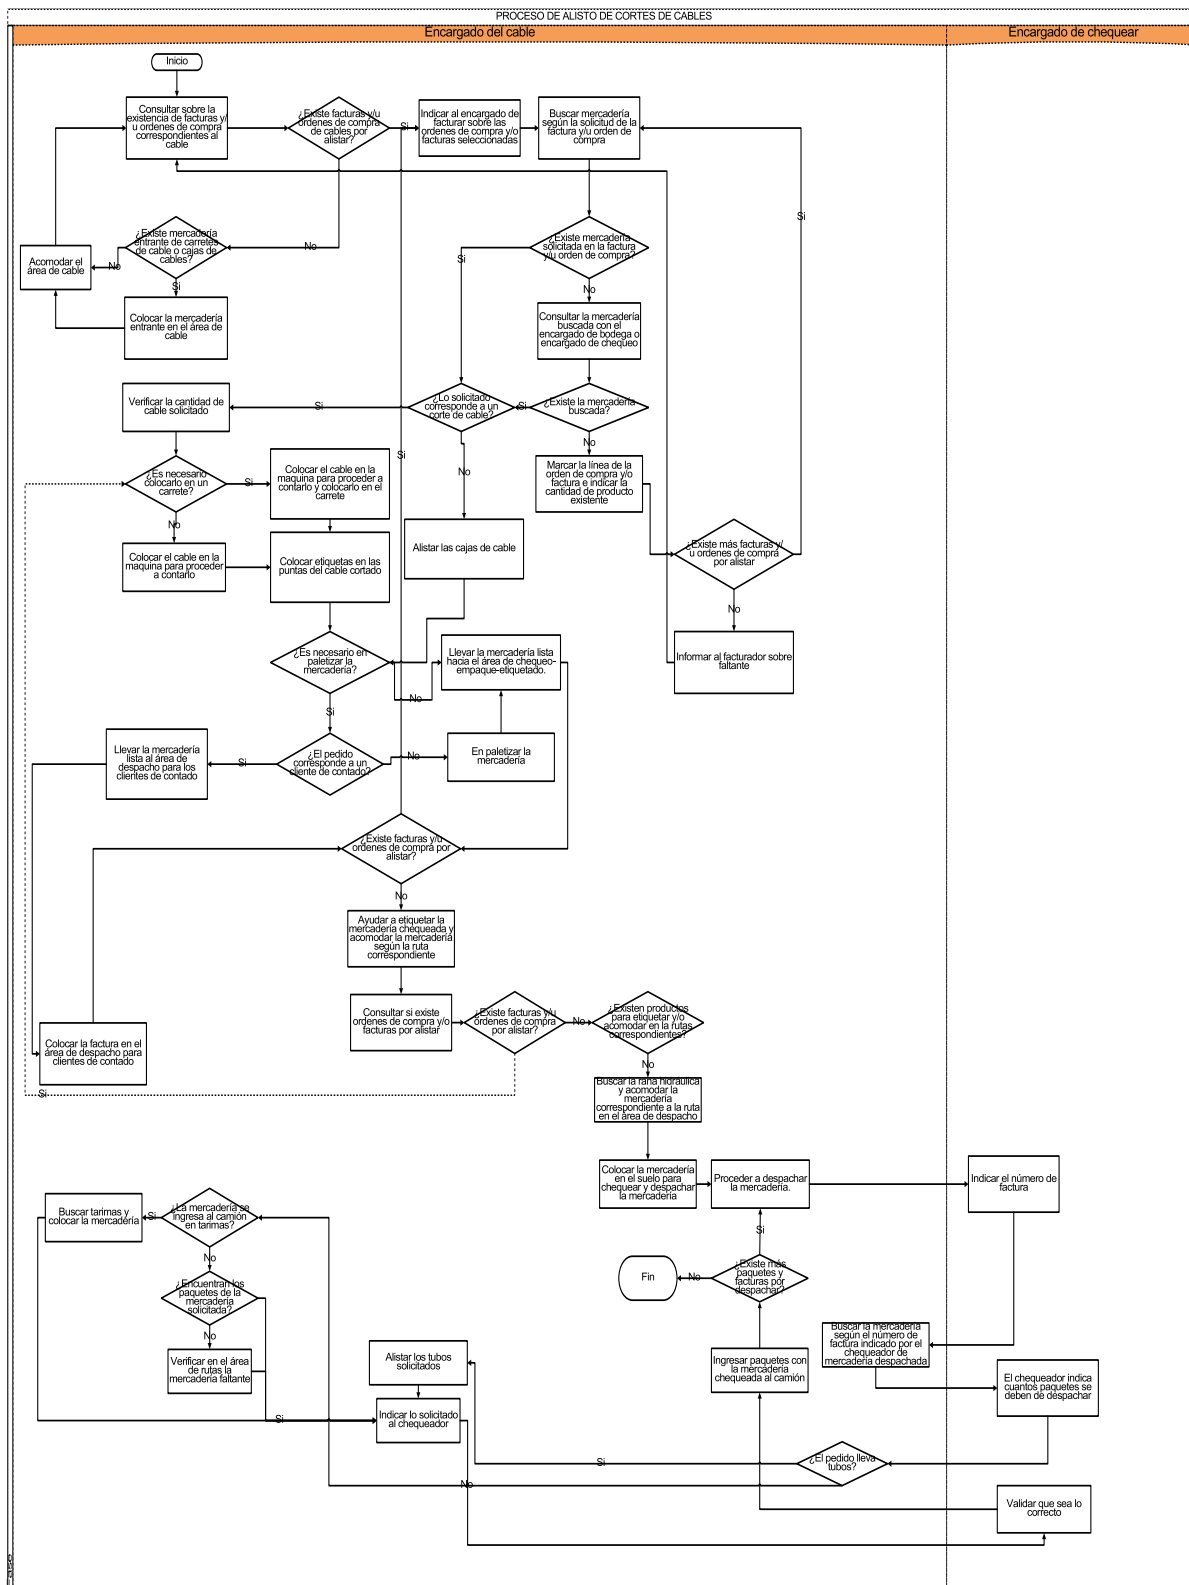 PROCESO DE ALISTO DE CORTES DE CABLES
Encargado del cable
Encargado de chequear
Inicio
Consultar sobre la
existencia de facturas y/
u ordenes de compra
correspondientes al
cable
¿Existe facturas y/u
ordenes de compra
de cables por
alistar?
Si
Indicar al encargado de
facturar sobre las
ordenes de compra y/o
facturas seleccionadas
Buscar mercadería
según la solicitud de la
factura y/u orden de
compra
Si
¿Existe mercadería
entrante de carretes
de cable o cajas de
cables?
No
No
Acomodar el
área de cable
Si
Colocar la mercadería
entrante en el área de
cable
¿Existe mercadería
solicitada en la factura
y/u orden de compra?
Si
No
Consultar la mercadería
buscada con el
encargado de bodega o
encargado de chequeo
¿Existe la mercadería
buscada?
Si
No
¿Lo solicitado
corresponde a un
corte de cable?
Si
No
Verificar la cantidad de
cable solicitado
Si
Marcar la línea de la
orden de compra y/o
factura e indicar la
cantidad de producto
existente
¿Es necesario
colocarlo en un
carrete?
Si
No
Colocar el cable en la
maquina para proceder a
contarlo y colocarlo en el
carrete
Colocar el cable en la
maquina para proceder
a contarlo
Colocar etiquetas en las
puntas del cable cortado
Alistar las cajas de cable
¿Existe más facturas y/
u ordenes de compra
por alistar
No
Informar al facturador sobre
faltante
¿Es necesario en
paletizar la
mercadería?
No
Si
Llevar la mercadería lista
hacia el área de chequeo-
empaque-etiquetado.
Llevar la mercadería
lista al área de
despacho para los
clientes de contado
Si
¿El pedido
corresponde a un
cliente de contado?
No
En paletizar la
mercadería
¿Existe facturas y/u
ordenes de compra por
alistar?
No
Ayudar a etiquetar la
mercadería chequeada y
acomodar la mercadería
según la ruta
correspondiente
Consultar si existe
ordenes de compra y/o
facturas por alistar
¿Existe facturas y/u
ordenes de compra
por alistar?
No
¿Existen productos
para etiquetar y/o
acomodar en la rutas
correspondientes?
No
Colocar la factura en el
área de despacho para
clientes de contado
Si
Buscar la rana hidráulica
y acomodar la
mercadería
correspondiente a la ruta
en el área de despacho
Colocar la mercadería
en el suelo para
chequear y despachar
la mercadería
Proceder a despachar
la mercadería.
Indicar el número de
factura
Buscar tarimas y
colocar la mercadería
Si
¿La mercadería se
ingresa al camión
en tarimas?
No
Si
¿Encuentran los
paquetes de la
mercadería
solicitada?
No
Fin
No
¿Existe más
paquetes y
facturas por
despachar?
Verificar en el área
de rutas la
mercadería faltante
Alistar los tubos
solicitados
Ingresar paquetes con
la mercadería
chequeada al camión
Buscar la mercadería
según el número de
factura indicado por el
chequeador de
mercadería despachada
El chequeador indica
cuantos paquetes se
deben de despachar
Si
Indicar lo solicitado
al chequeador
Si
¿El pedido lleva
tubos?
No
Validar que sea lo
correcto
Fase